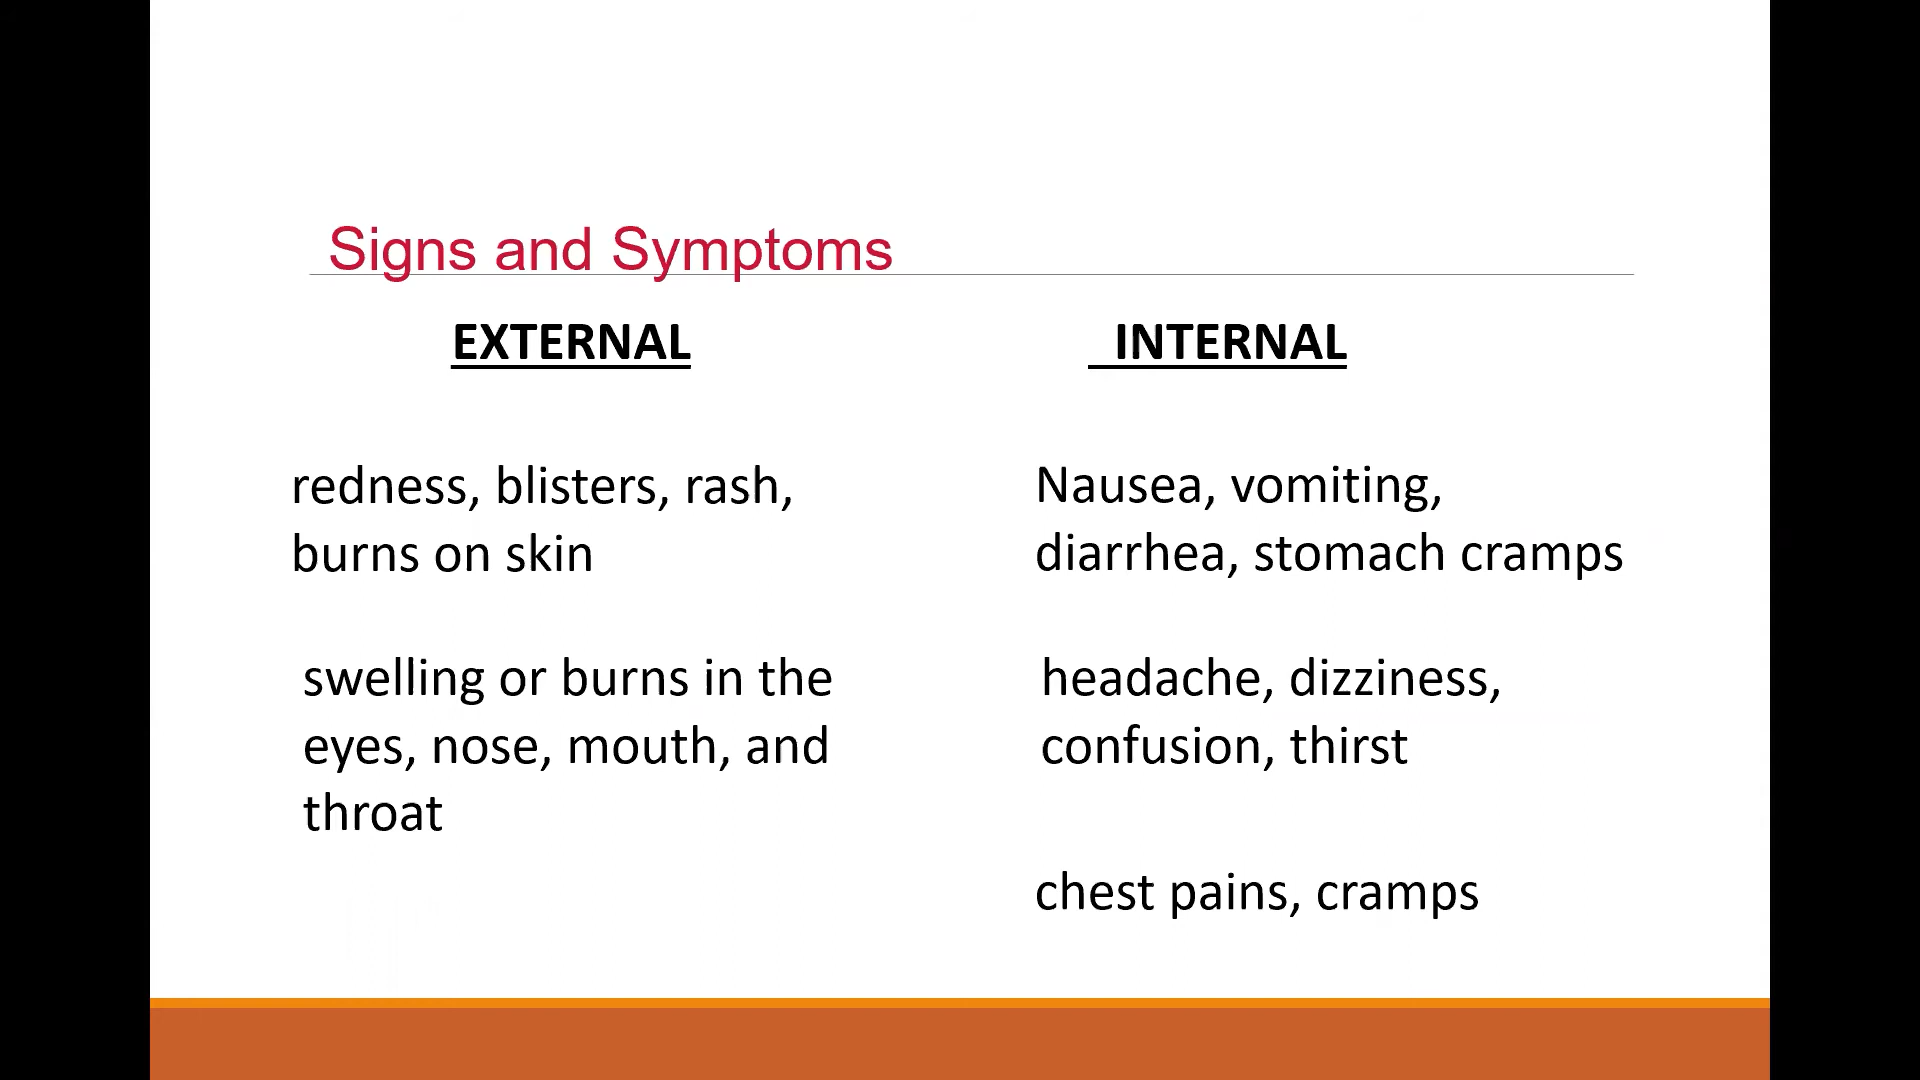 Signs and Symptoms
EXTERNAL
redness, blisters, rash,
burns on skin
swelling or burns in the
eyes, nose, mouth, and
throat
INTERNAL
Nausea, vomiting,
diarrhea, stomach cramps
headache, dizziness,
confusion, thirst
chest pains, cramps